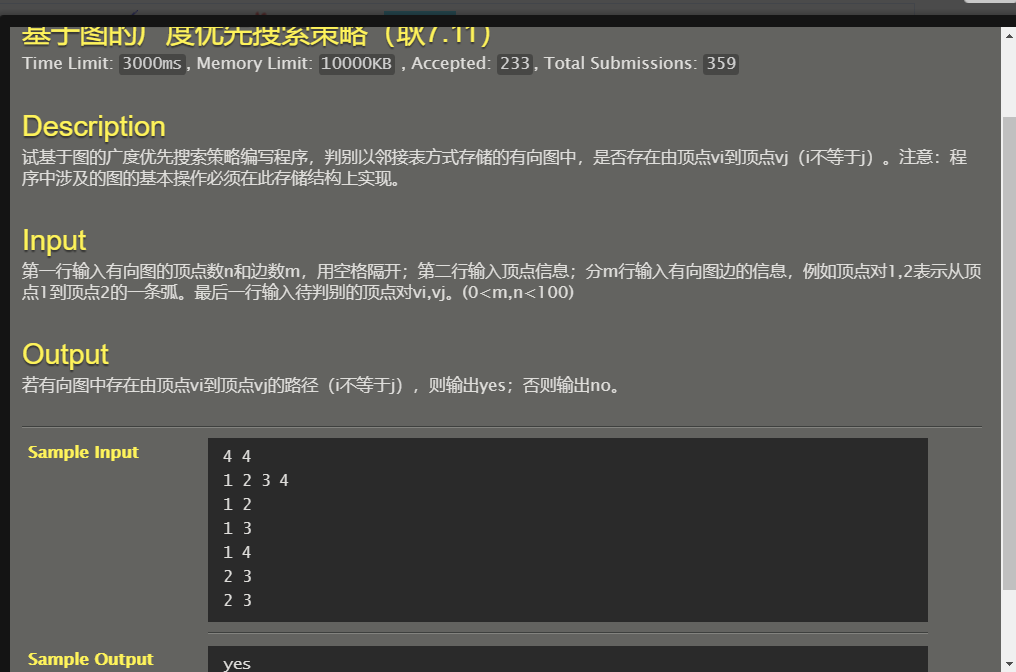 基于图的广度优先搜索策略（耿7.11）
Time Limit: 3000ms, Memory Limit: 10000KB , Accepted: 233, Total Submissions: 359
Description
试基于图的广度优先搜索策略编写程序，判别以邻接表方式存储的有向图中，是否存在由顶点vi到顶点vj（i不等于j）。注意：程
序中涉及的图的基本操作必须在此存储结构上实现。
Input
第一行输入有向图的顶点数n和边数m，用空格隔开；第二行输入顶点信息；分m行输入有向图边的信息，例如顶点对1,2表示从顶
点1到顶点2的一条弧。最后一行输入待判别的顶点对vi,vj。(0<m,n<100)
Output
若有向图中存在由顶点vi到顶点vj的路径（i不等于j），则输出yes；否则输出no。
Sample Input
4 4
1 2 3 4
1 2
1 3
1 4
2 3
2 3
Sample Output
yes